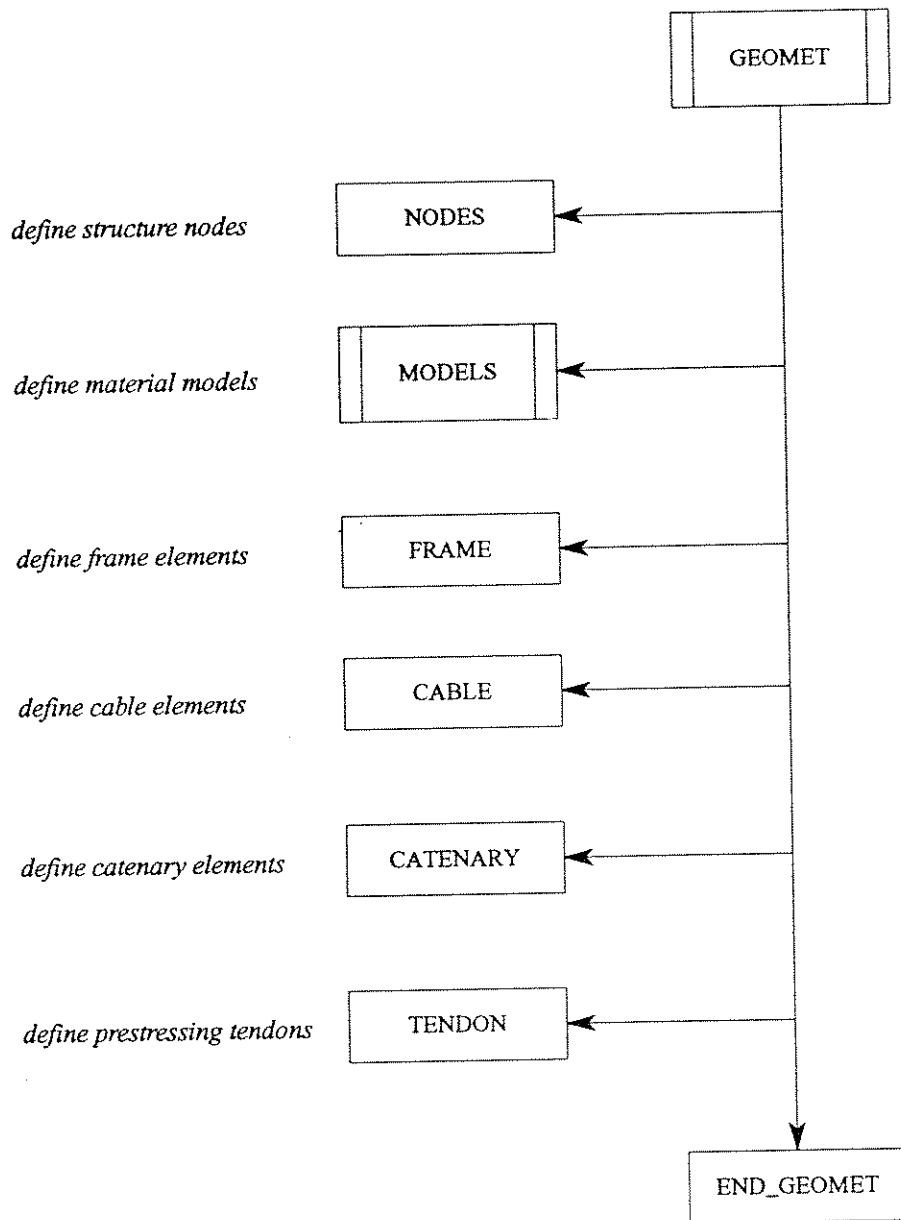 GEOMET
define structure nodes NODES
define material models MODELS
define frame elements FRAME
define cable elements CABLE
define catenary elements CATENARY
define prestressing tendons TENDON
END_GEOMET